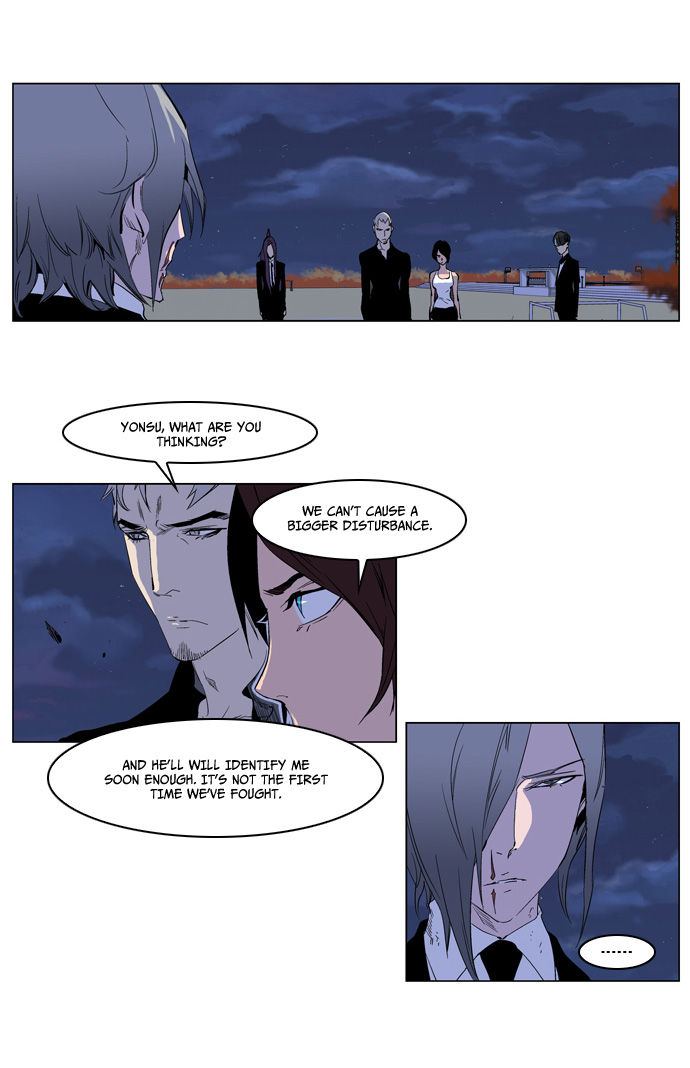 YONSU, WHAT ARE YOU
THINKING?
WE CAN'T CAUSE A
BIGGER DISTURBANCE.
AND HE'LL WILL IDENTIFY ME
SOON ENOUGH. IT'S NOT THE FIRST
TIME WE'VE FOUGHT.
------